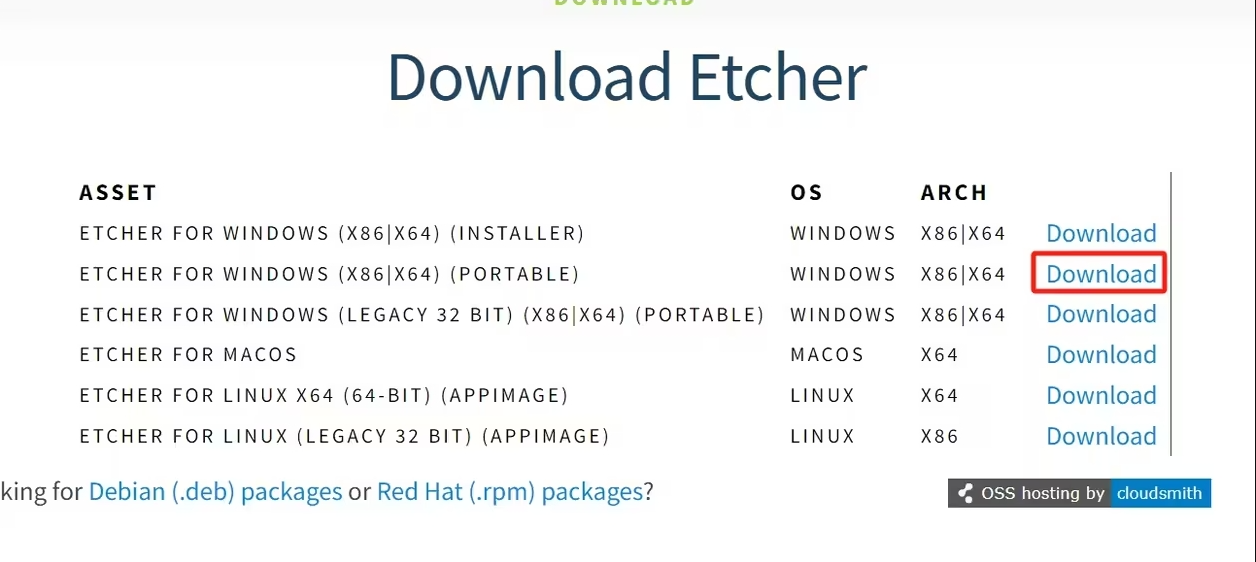 DOWNLOAD
Download Etcher
ASSET OS ARCH
ETCHER FOR WINDOWS (X86|X64) (INSTALLER) WINDOWS X86|X64 Download
ETCHER FOR WINDOWS (X86|X64) (PORTABLE) WINDOWS X86|X64 Download
ETCHER FOR WINDOWS (LEGACY 32 BIT) (X86|X64) (PORTABLE) WINDOWS X86|X64 Download
ETCHER FOR MACOS MACOS X64 Download
ETCHER FOR LINUX X64 (64-BIT) (APPIMAGE) LINUX X64 Download
ETCHER FOR LINUX (LEGACY 32 BIT) (APPIMAGE) LINUX X86 Download
king for Debian (.deb) packages or Red Hat (.rpm) packages?
OSS hosting by cloudsmith